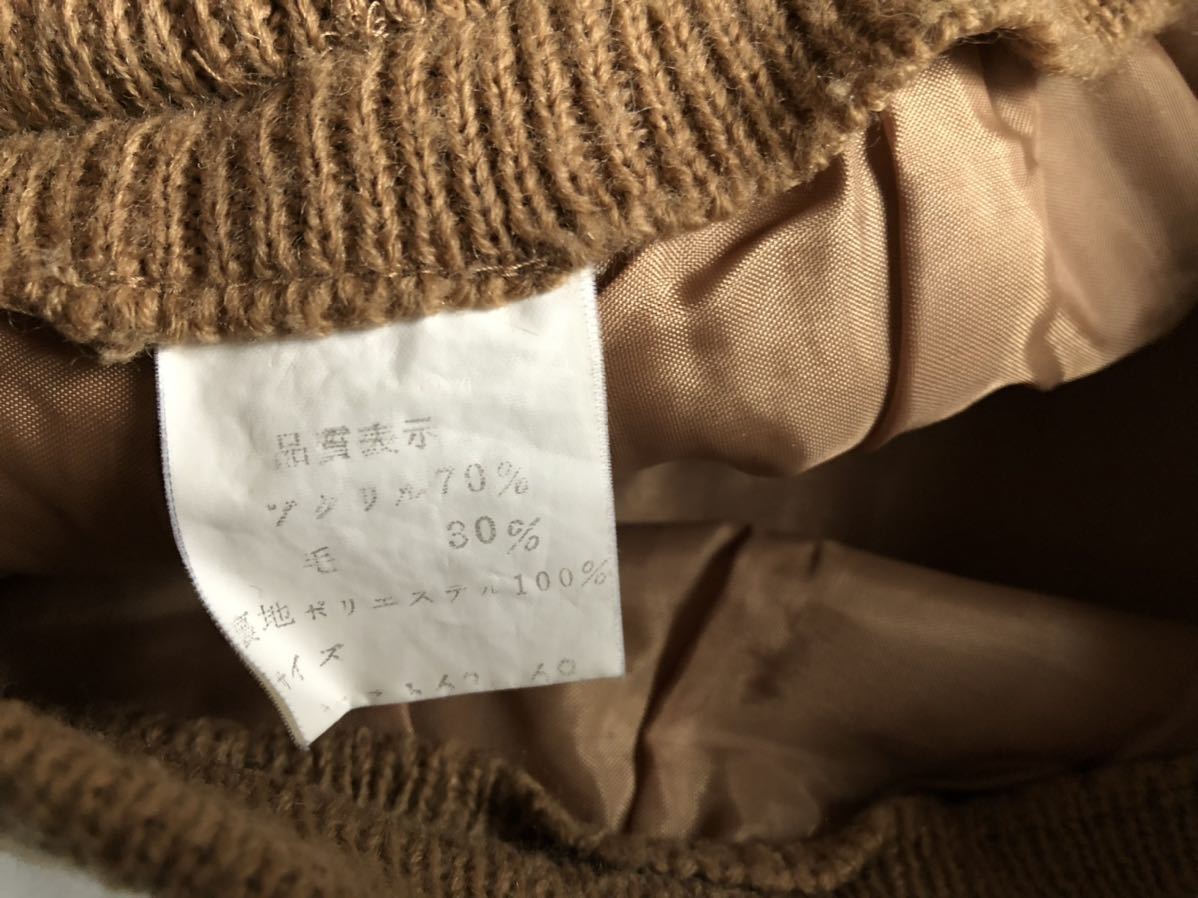 品質表示
アクリル70%
毛 30%
裏地ポリエステル100%
サイズ